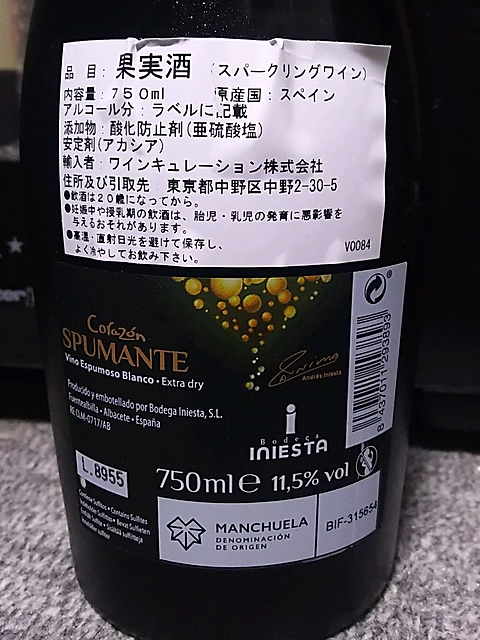 品 目：果実酒 （スパークリングワイン）
内容量：750ml 原産国：スペイン
アルコール分：ラベルに記載
添加物：酸化防止剤(亜硫酸塩)
安定剤(アカシア)
輸入者：ワインキュレーション株式会社
住所及び引取先 東京都中野区中野2-30-5
●飲酒は20歳になってから。
●妊娠中や授乳期の飲酒は、胎児・乳児の発育に悪影響を
与えるおそれがあります。
●高温・直射日光を避けて保存し、
よく冷やしてお飲み下さい。
V0084
Corazón
SPUMANTE
Vino Espumoso Blanco • Extra dry
Andrés Iniesta
Producido y embotellado por Bodega Iniesta, S.L.
Fuentealbilla • Albacete • España
RE CLM-0717/AB
8 437011 293893
Bodega
INIESTA
L.8955
750ml e 11,5% vol
Contiene Sulfitos • Contains Sulfites
MANCHUELA
DENOMINACIÓN
DE ORIGEN
BIF-315654